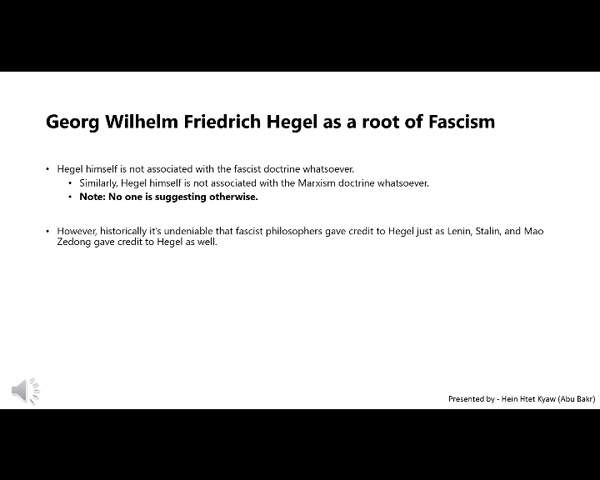 Georg Wilhelm Friedrich Hegel as a root of Fascism
• Hegel himself is not associated with the fascist doctrine whatsoever.
• Similarly, Hegel himself is not associated with the Marxism doctrine whatsoever.
• Note: No one is suggesting otherwise.
• However, historically it's undeniable that fascist philosophers gave credit to Hegel just as Lenin, Stalin, and Mao
Zedong gave credit to Hegel as well.
Presented by - Hein Htet Kyaw (Abu Bakr)